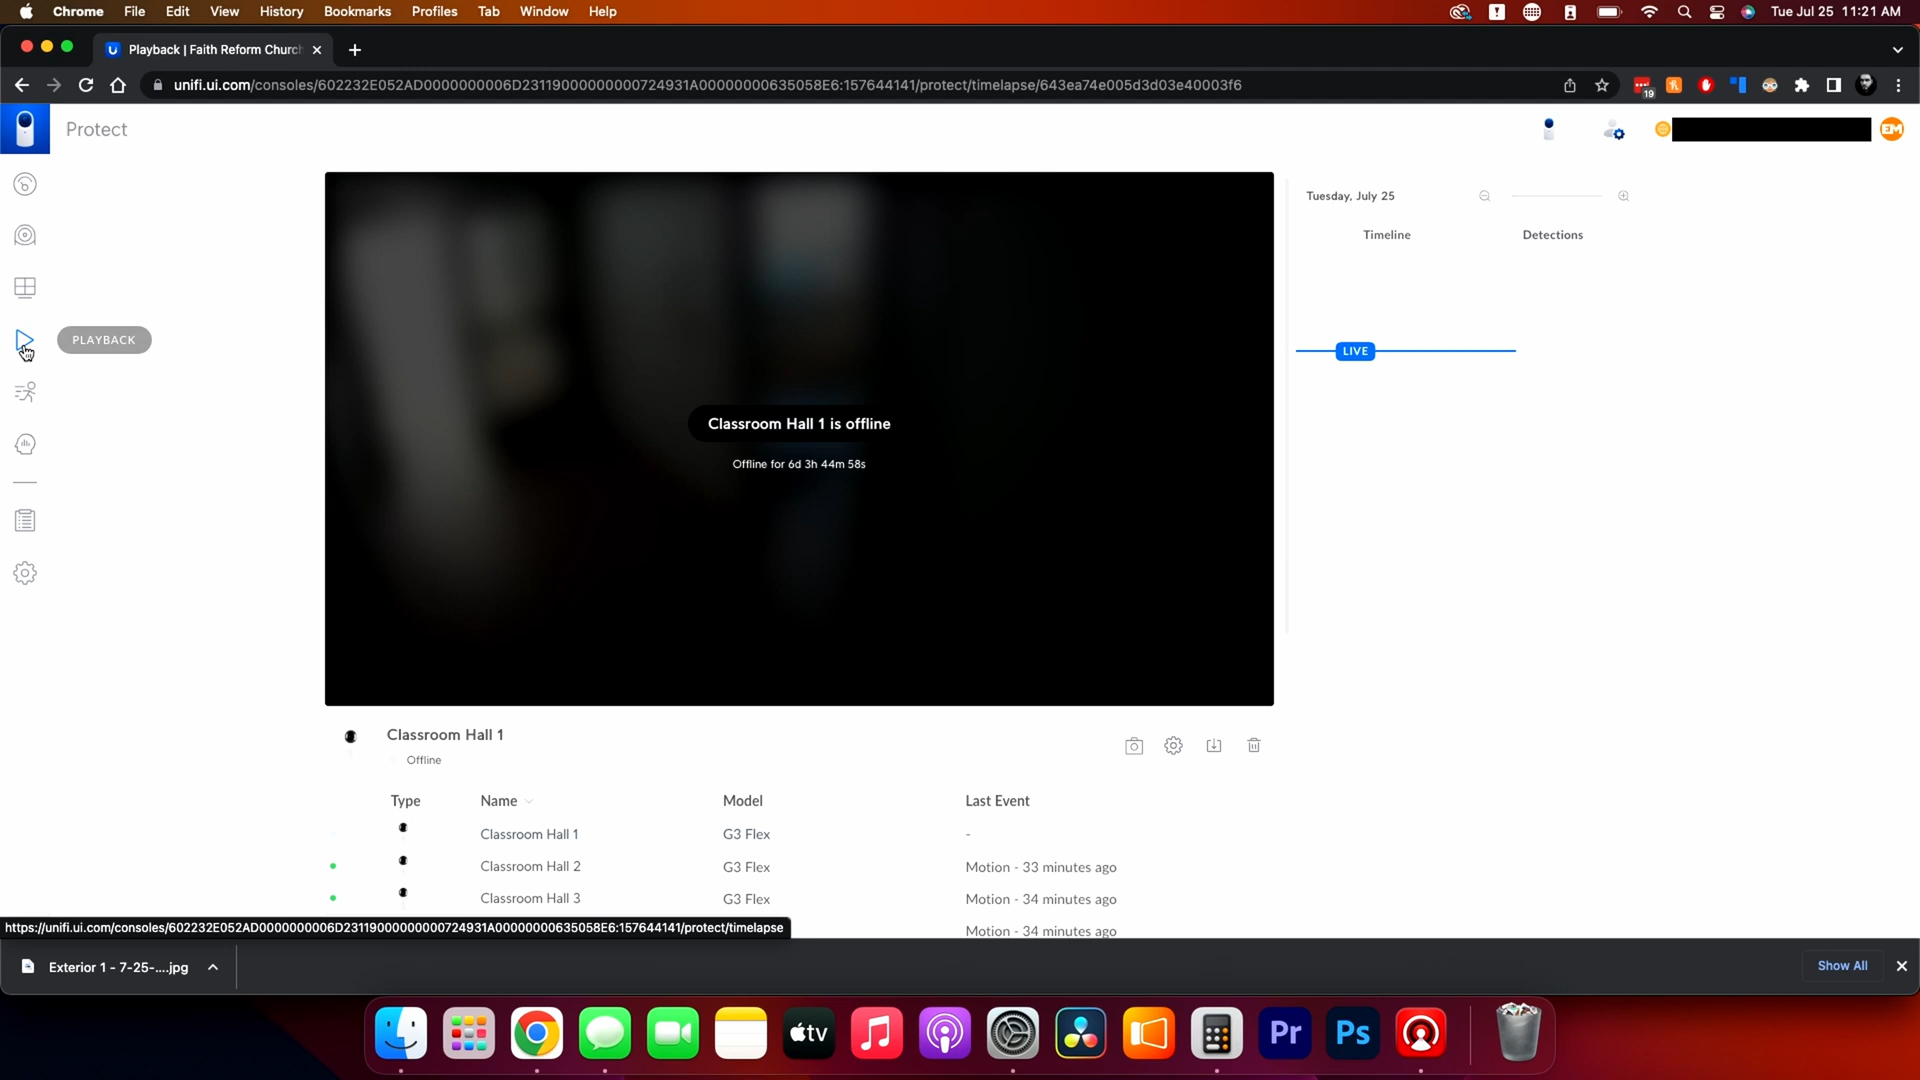 Chrome File Edit View History Bookmarks Profiles Tab Window Help Tue Jul 25 11:21 AM
Playback | Faith Reform Church
unifi.ui.com/consoles/602232E052AD0000000006D23119000000000724931A00000000635058E6:157644141/protect/timelapse/643ea74e005d3d03e40003f6
19
Protect
EM
Tuesday, July 25
Timeline Detections
PLAYBACK
LIVE
Classroom Hall 1 is offline
Offline for 6d 3h 44m 58s
Classroom Hall 1
Offline
Type Name Model Last Event
Classroom Hall 1 G3 Flex -
Classroom Hall 2 G3 Flex Motion - 33 minutes ago
Classroom Hall 3 G3 Flex Motion - 34 minutes ago
Motion - 34 minutes ago
https://unifi.ui.com/consoles/602232E052AD0000000006D23119000000000724931A00000000635058E6:157644141/protect/timelapse
Exterior 1 - 7-25-....jpg
Show All
tv Pr Ps